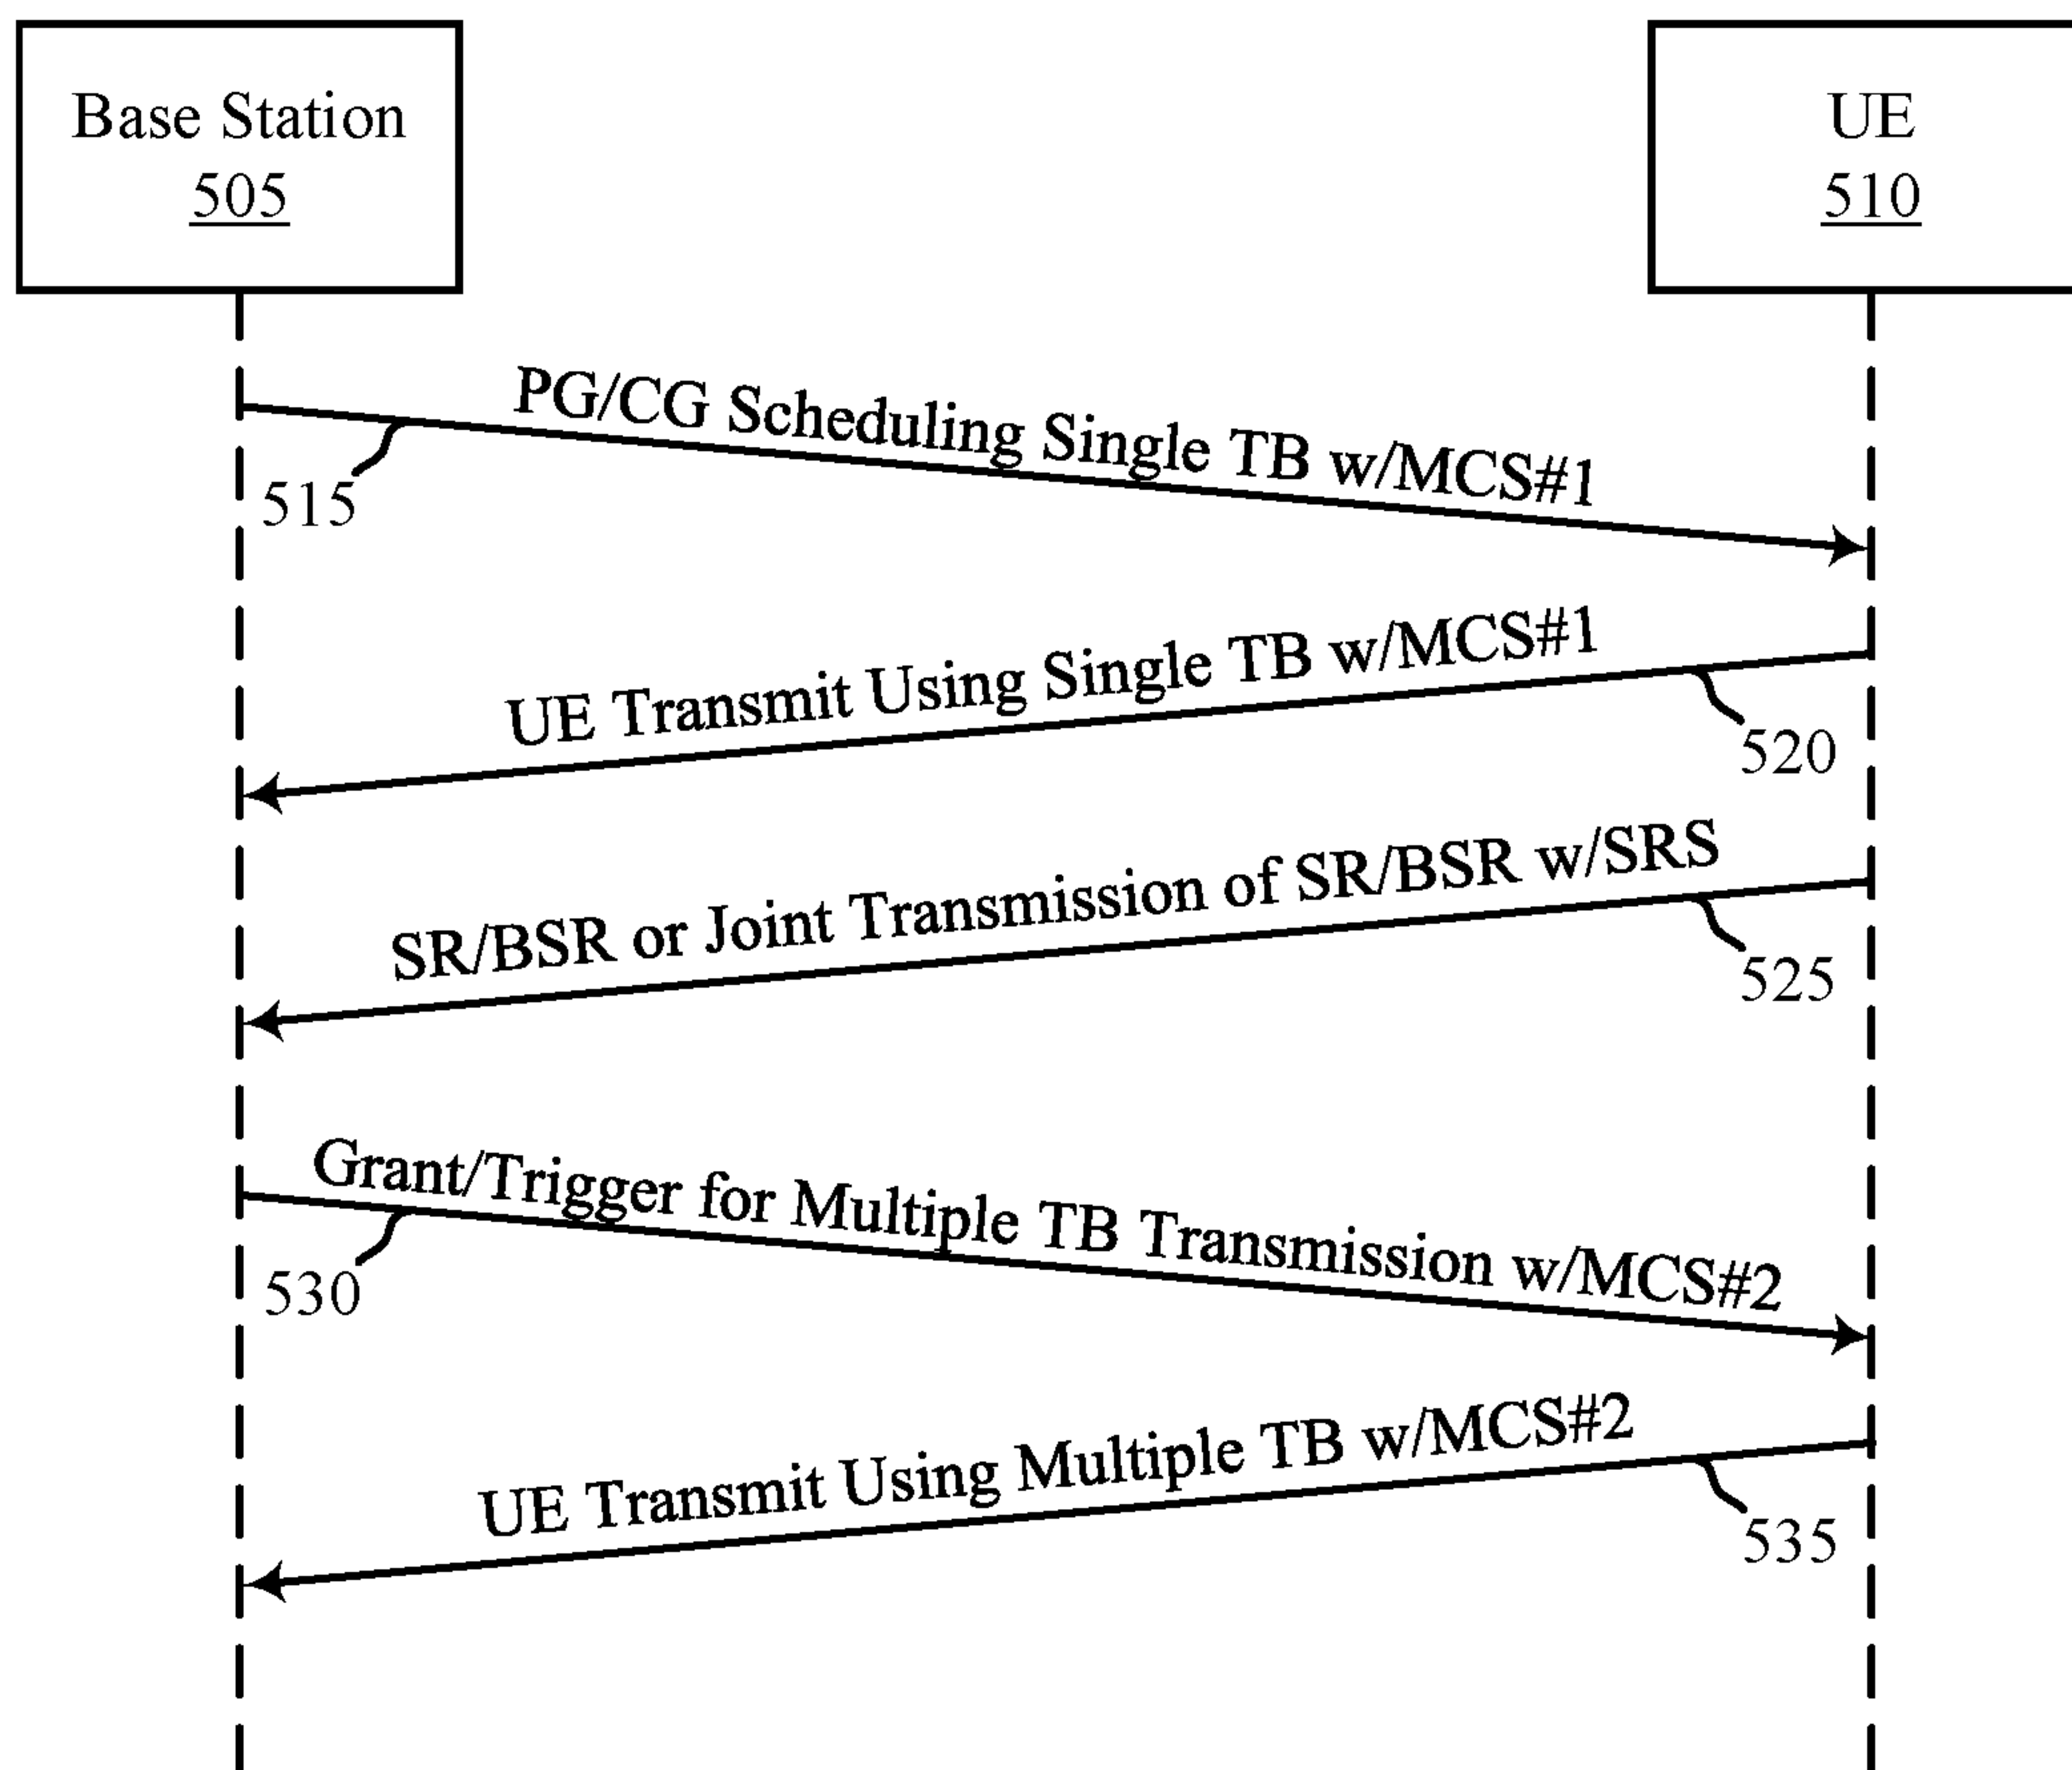 Base Station
505
UE
510
PG/CG Scheduling Single TB w/MCS#1
515
UE Transmit Using Single TB w/MCS#1
520
SR/BSR or Joint Transmission of SR/BSR w/SRS
525
Grant/Trigger for Multiple TB Transmission w/MCS#2
530
UE Transmit Using Multiple TB w/MCS#2
535